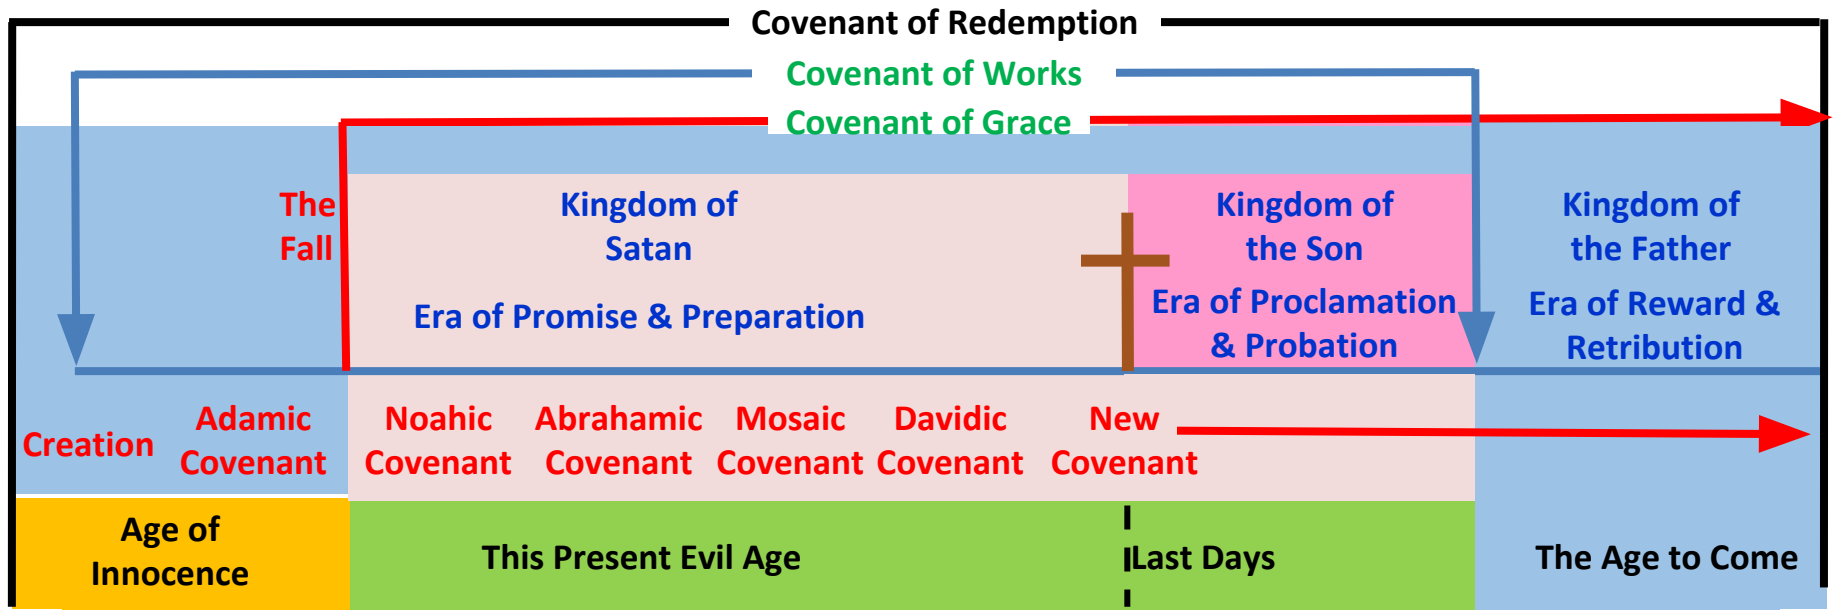 Covenant of Redemption
Covenant of Works
Covenant of Grace
The
Fall
Kingdom of
Satan
Era of Promise & Preparation
Kingdom of
the Son
Era of Proclamation
& Probation
Kingdom of
the Father
Era of Reward &
Retribution
Creation
Adamic
Covenant
Noahic
Covenant
Abrahamic
Covenant
Mosaic
Covenant
Davidic
Covenant
New
Covenant
Age of
Innocence
This Present Evil Age
Last Days
The Age to Come